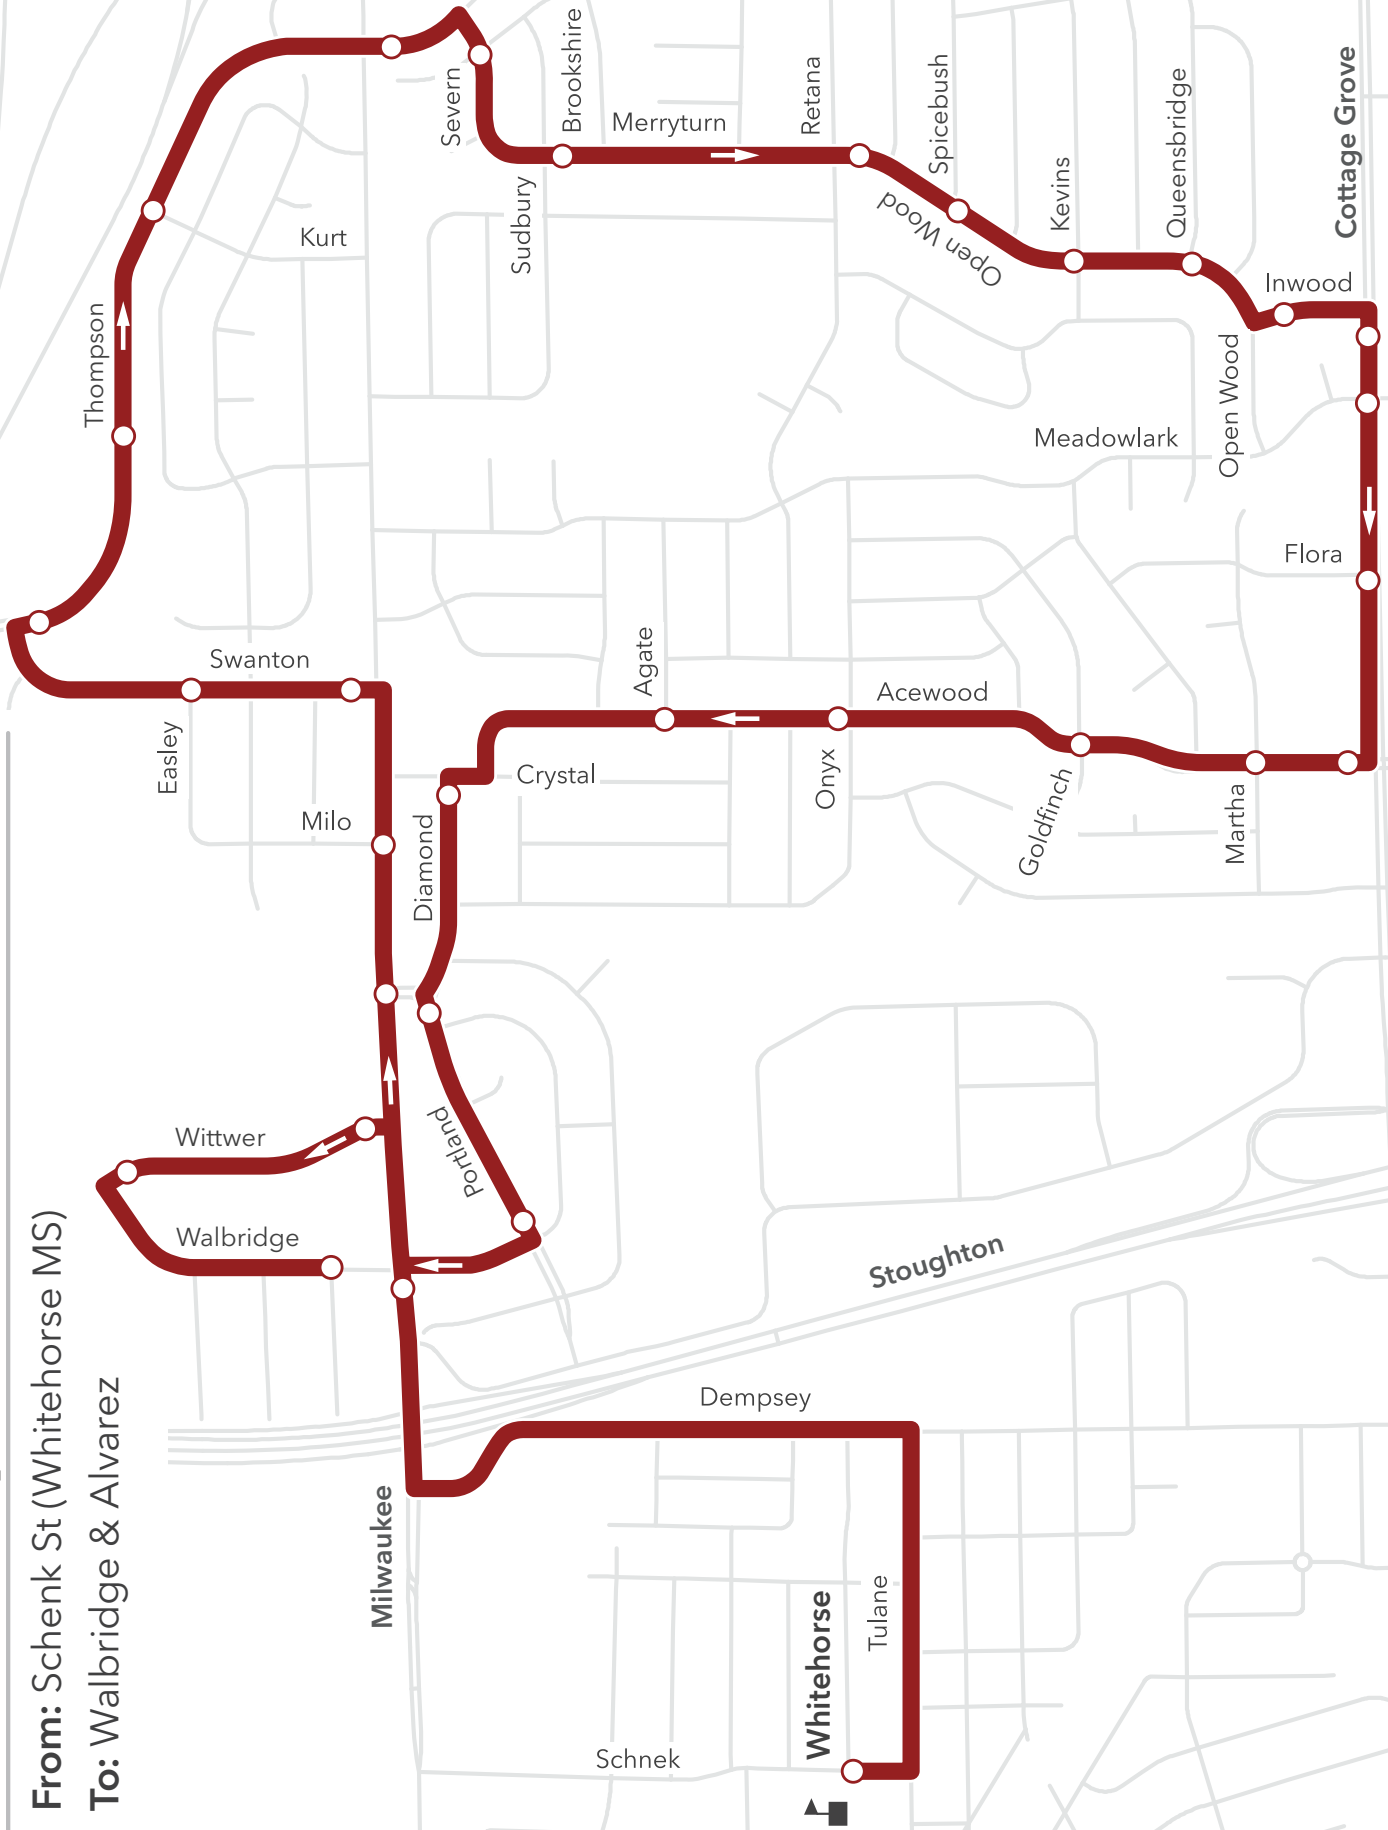 From: Schenk St (Whitehorse MS)
To: Walbridge & Alvarez
Thompson
Kurt
Severn
Brookshire
Merryturn
Sudbury
Retana
Spicebush
Open Wood
Kevins
Queensbridge
Cottage Grove
Inwood
Open Wood
Meadowlark
Flora
Swanton
Easley
Milo
Agate
Acewood
Crystal
Onyx
Diamond
Goldfinch
Martha
Wittwer
Walbridge
Portland
Stoughton
Dempsey
Milwaukee
Tulane
Whitehorse
Schnek